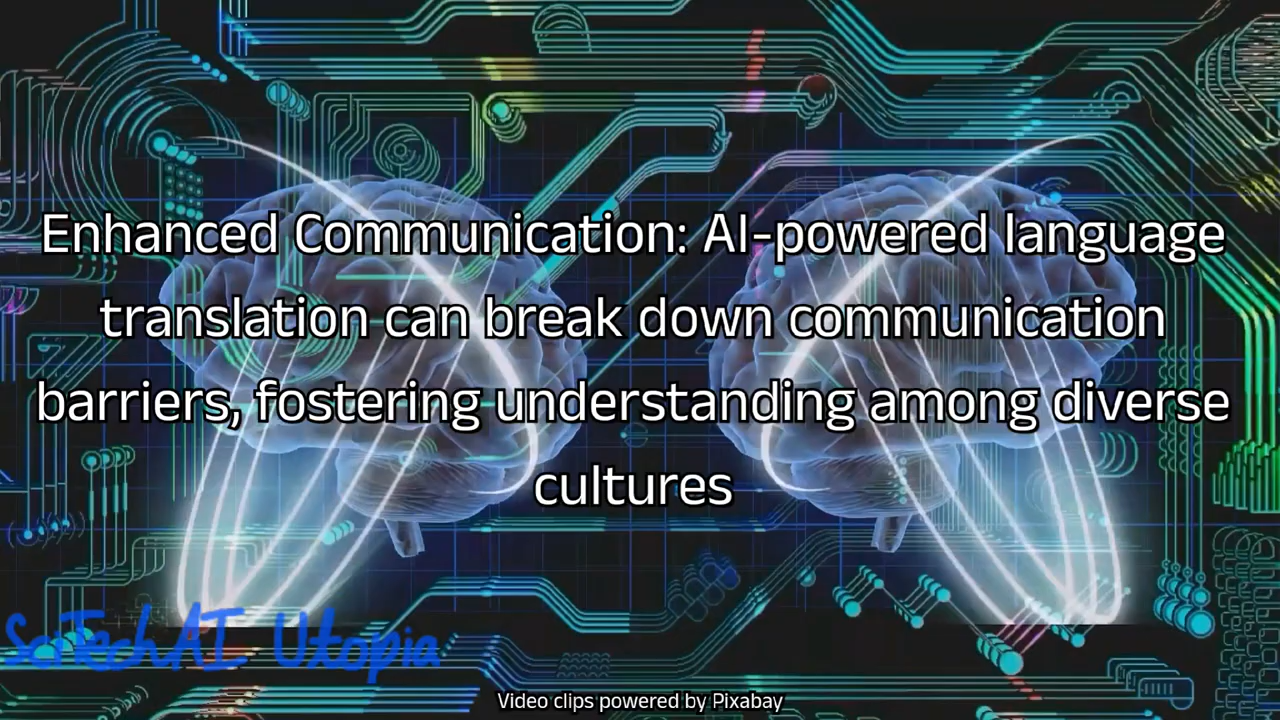 Enhanced Communication: AI-powered language
translation can break down communication
barriers, fostering understanding among diverse
cultures
SciTechAI Utopia
Video clips powered by Pixabay